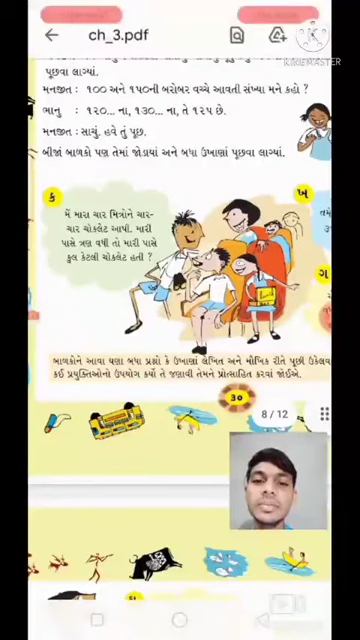 ch_3.pdf
KINEMASTER
પૂછવા લાગ્યાં.
મનજીત : ૧૦૦ અને ૧૫૦ની બરોબર વચ્ચે આવતી સંખ્યા મને કહો ?
ભાનુ : ૧૨૦... ના, ૧૩૦... ના, તે ૧૨૫ છે.
મનજીત : સાચું. હવે તું પૂછ.
બીજાં બાળકો પણ તેમાં જોડાયાં અને બધા ઉખાણાં પૂછવા લાગ્યાં.
ક
મેં મારા ચાર મિત્રોને ચાર-
ચાર ચોકલેટ આપી. મારી
પાસે ત્રણ વધી તો મારી પાસે
કુલ કેટલી ચોકલેટ હતી ?
ખ
ગ
બાળકોને આવા ઘણા બધા પ્રશ્નો કે ઉખાણાં લેખિત અને મૌખિક રીતે પૂછી ઉકેલવા
કઈ પ્રયુક્તિઓનો ઉપયોગ કર્યો તે જણાવી તેમને પ્રોત્સાહિત કરવાં જોઈએ.
૩૦
8/12